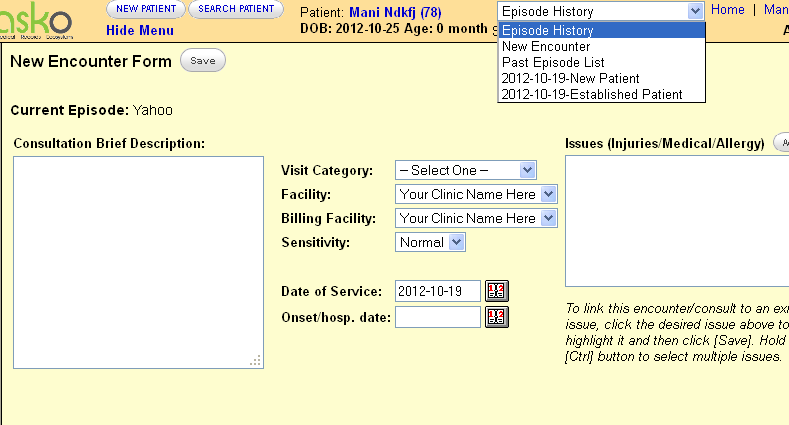 asko
Medical Records Ecosystems
NEW PATIENT
SEARCH PATIENT
Hide Menu
Patient: Mani Ndkfj (78)
DOB: 2012-10-25 Age: 0 month
Episode History
Episode History
New Encounter
Past Episode List
2012-10-19-New Patient
2012-10-19-Established Patient
Home | Man
New Encounter Form
Save
Current Episode: Yahoo
Consultation Brief Description:
Visit Category:
-- Select One --
Facility:
Your Clinic Name Here
Billing Facility:
Your Clinic Name Here
Sensitivity:
Normal
Date of Service:
2012-10-19
Onset/hosp. date:
Issues (Injuries/Medical/Allergy)
To link this encounter/consult to an exi
issue, click the desired issue above to
highlight it and then click [Save]. Hold
[Ctrl] button to select multiple issues.